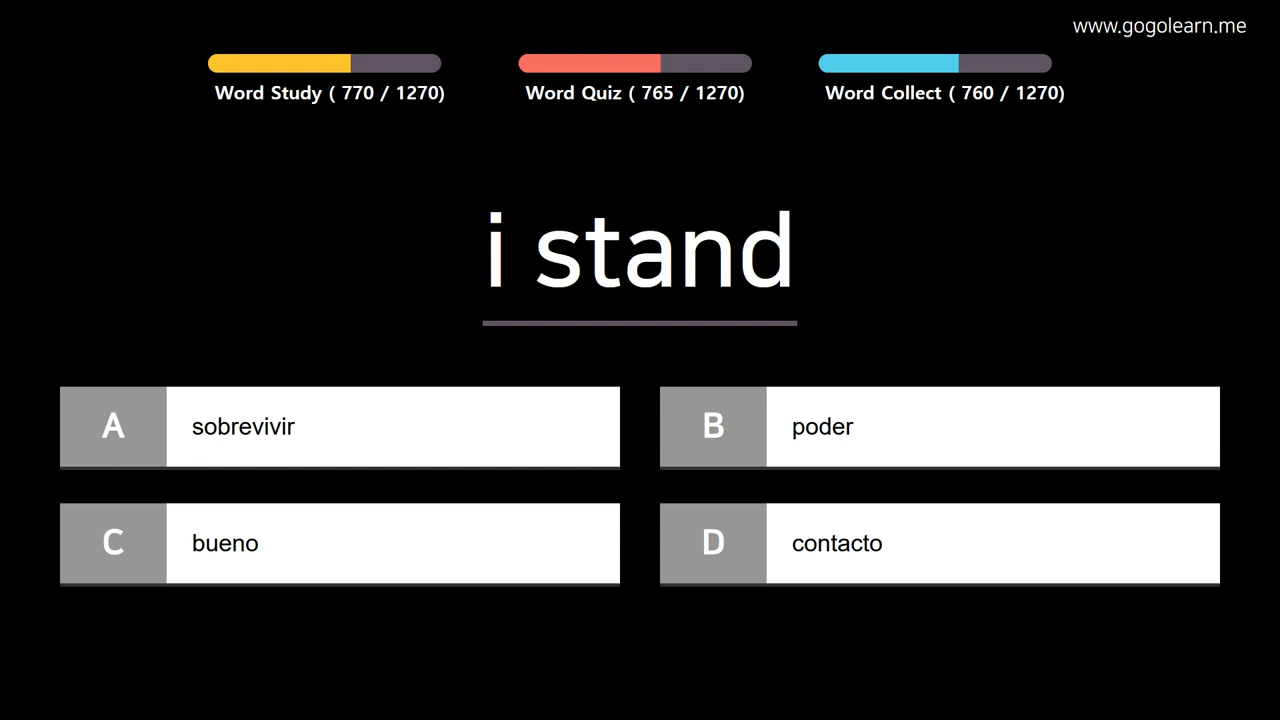 www.gogolearn.me
Word Study ( 770 / 1270)
Word Quiz ( 765 / 1270)
Word Collect ( 760 / 1270)
i stand
A sobrevivir
B poder
C bueno
D contacto